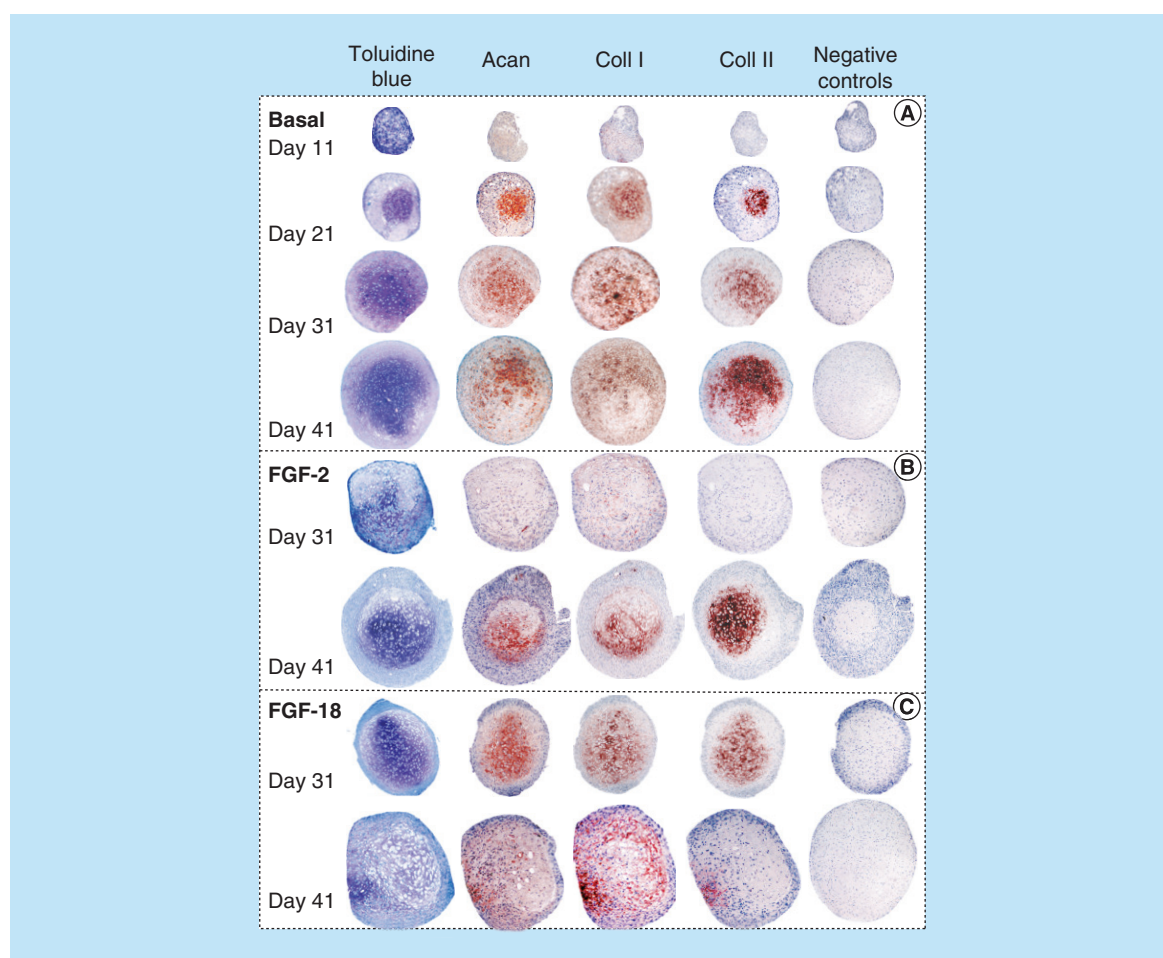 Toluidine
blue
Acan
Coll I
Coll II
Negative
controls
A
Basal
Day 11
Day 21
Day 31
Day 41
B
FGF-2
Day 31
Day 41
C
FGF-18
Day 31
Day 41